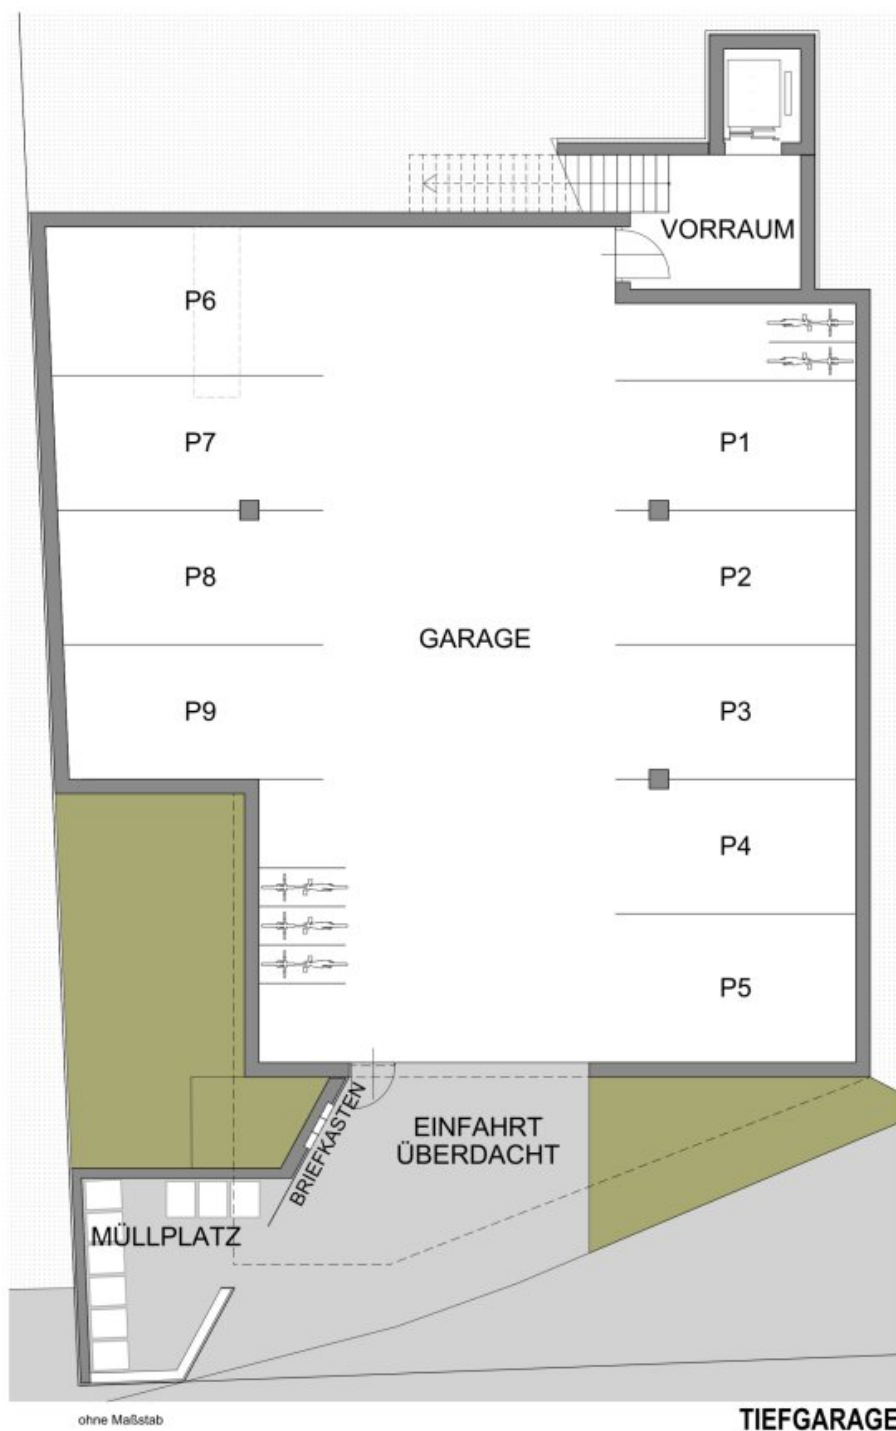 VORRAUM
P6
P7
P1
P8
P2
GARAGE
P9
P3
P4
P5
EINFAHRT
ÜBERDACHT
BRIEFKASTEN
MÜLLPLATZ
ohne Maßstab
TIEFGARAGE